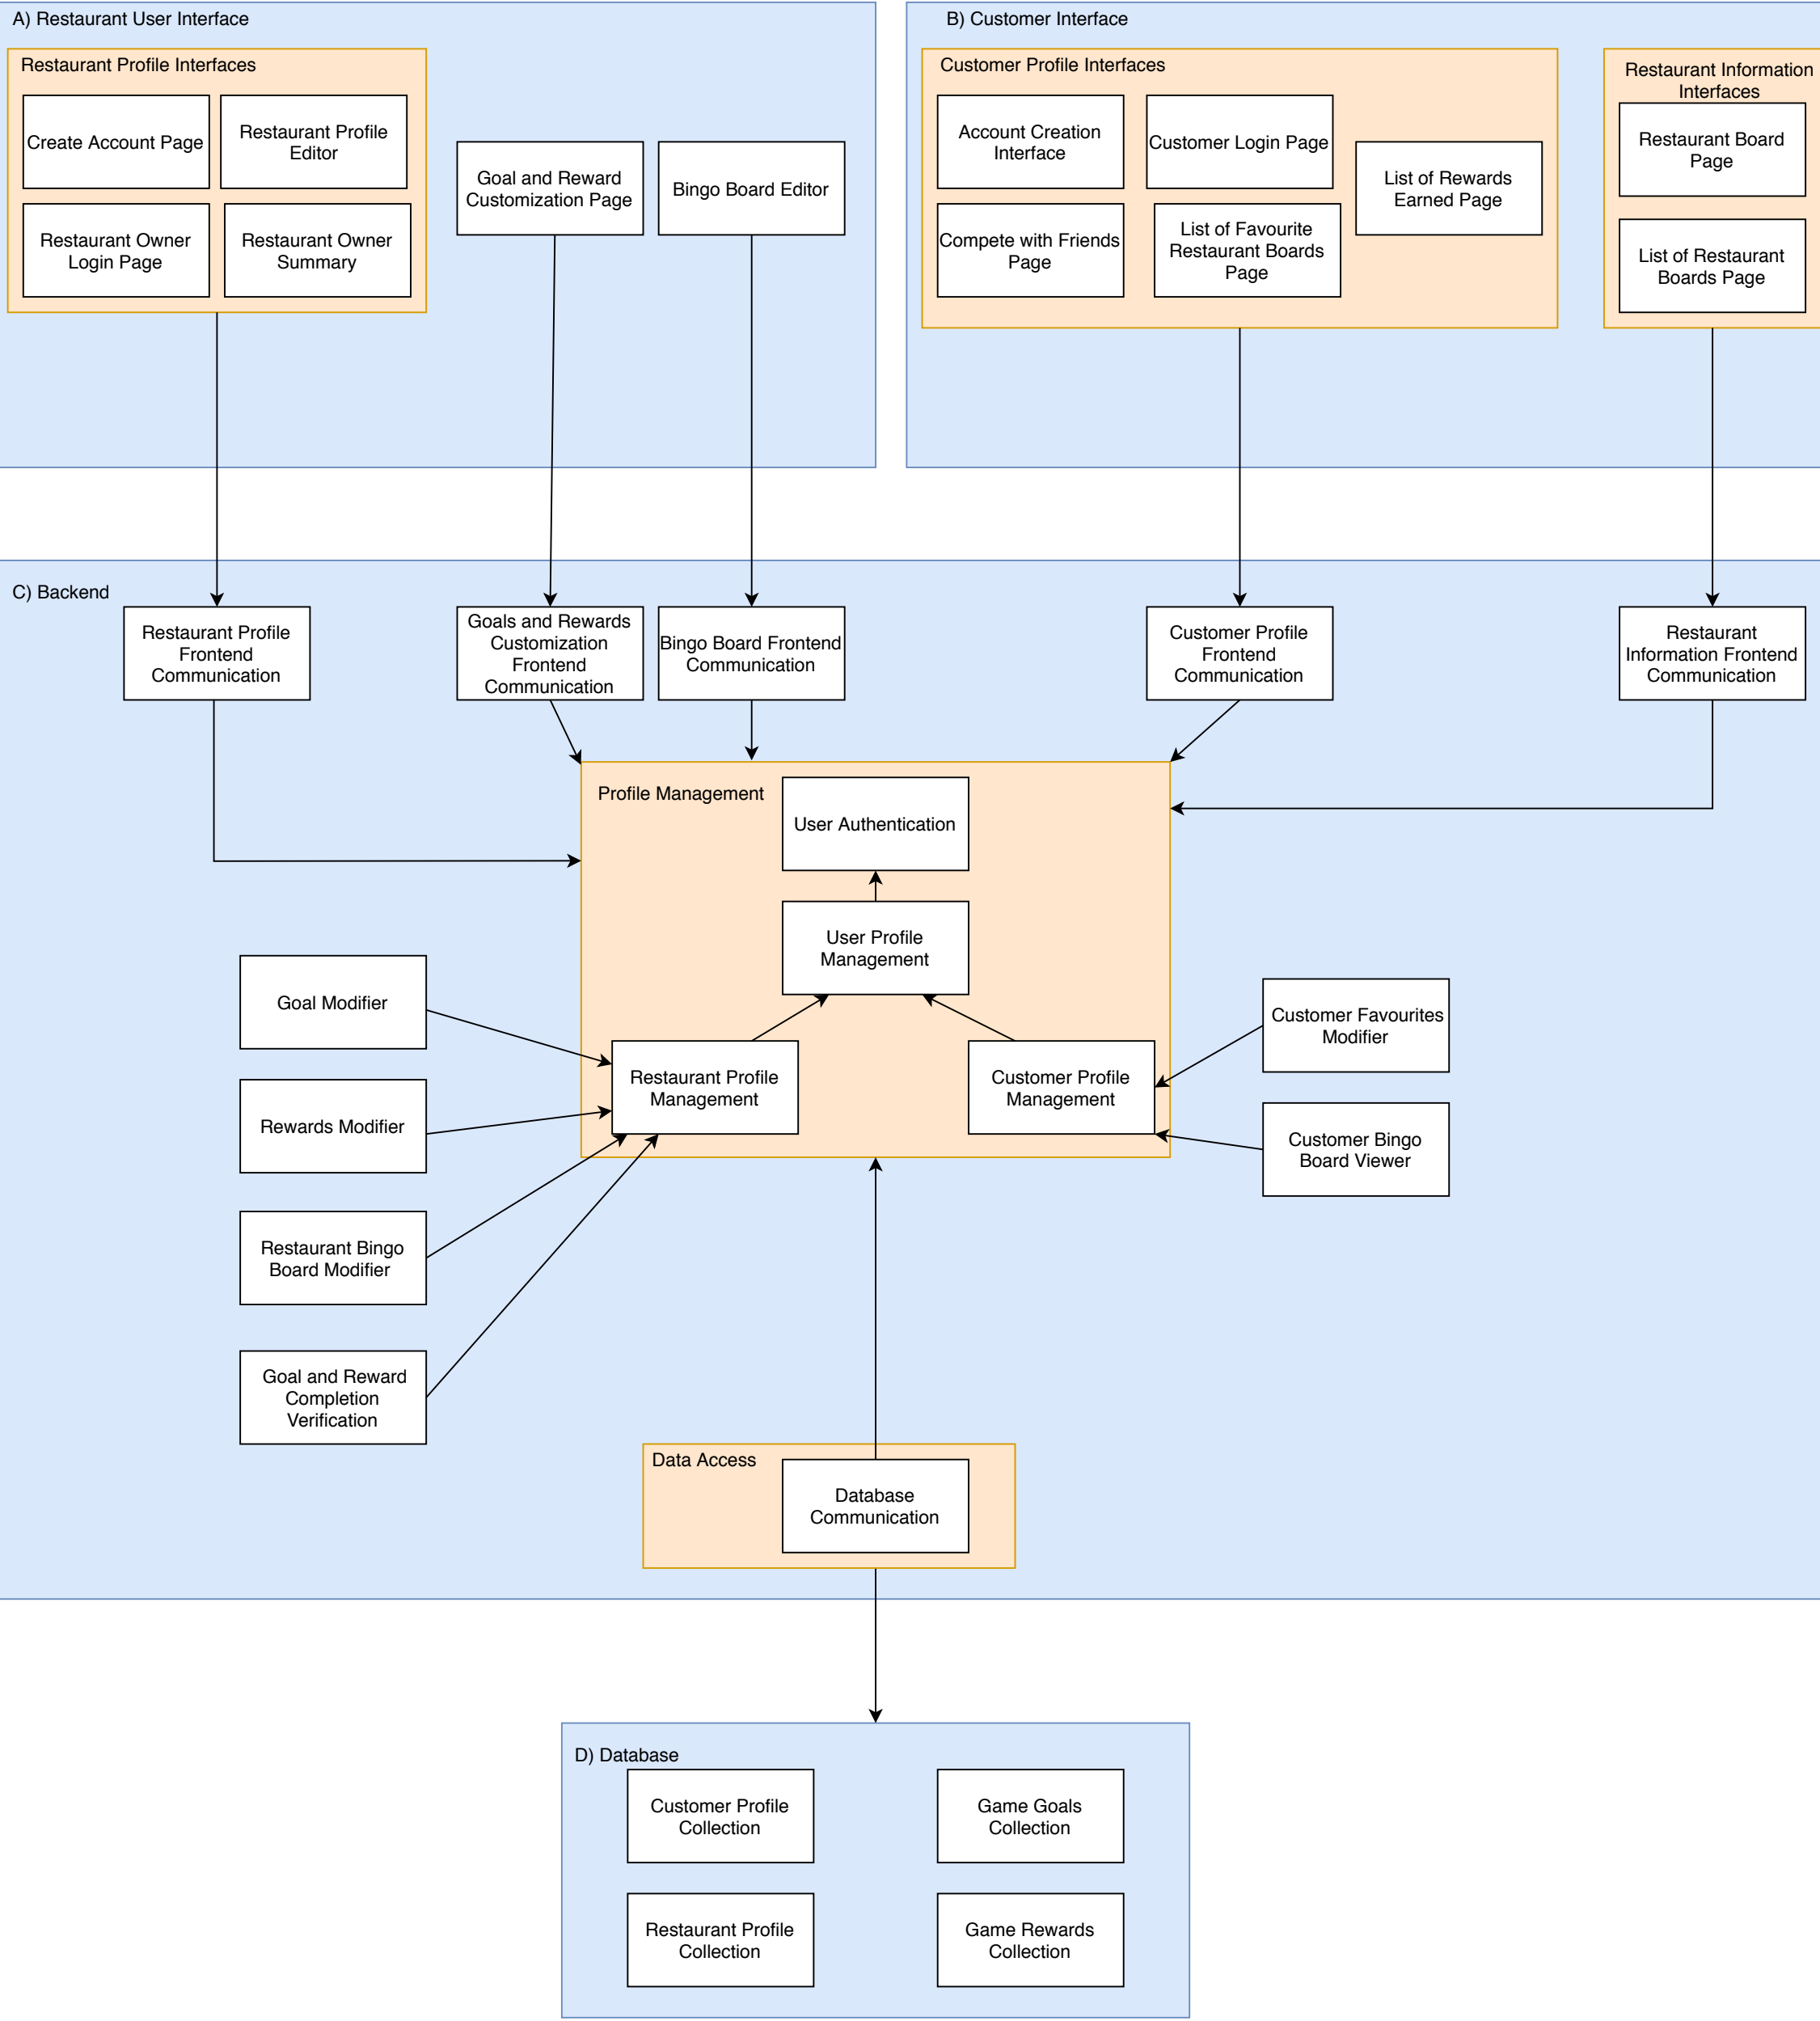 A) Restaurant User Interface
Restaurant Profile Interfaces
Create Account Page
Restaurant Profile
Editor
Restaurant Owner
Login Page
Restaurant Owner
Summary
Goal and Reward
Customization Page
Bingo Board Editor
B) Customer Interface
Customer Profile Interfaces
Account Creation
Interface
Customer Login Page
List of Rewards
Earned Page
Compete with Friends
Page
List of Favourite
Restaurant Boards
Page
Restaurant Information
Interfaces
Restaurant Board
Page
List of Restaurant
Boards Page
C) Backend
Restaurant Profile
Frontend
Communication
Goals and Rewards
Customization
Frontend
Communication
Bingo Board Frontend
Communication
Customer Profile
Frontend
Communication
Restaurant
Information Frontend
Communication
Profile Management
User Authentication
User Profile
Management
Restaurant Profile
Management
Customer Profile
Management
Goal Modifier
Rewards Modifier
Restaurant Bingo
Board Modifier
Goal and Reward
Completion
Verification
Customer Favourites
Modifier
Customer Bingo
Board Viewer
Data Access
Database
Communication
D) Database
Customer Profile
Collection
Game Goals
Collection
Restaurant Profile
Collection
Game Rewards
Collection